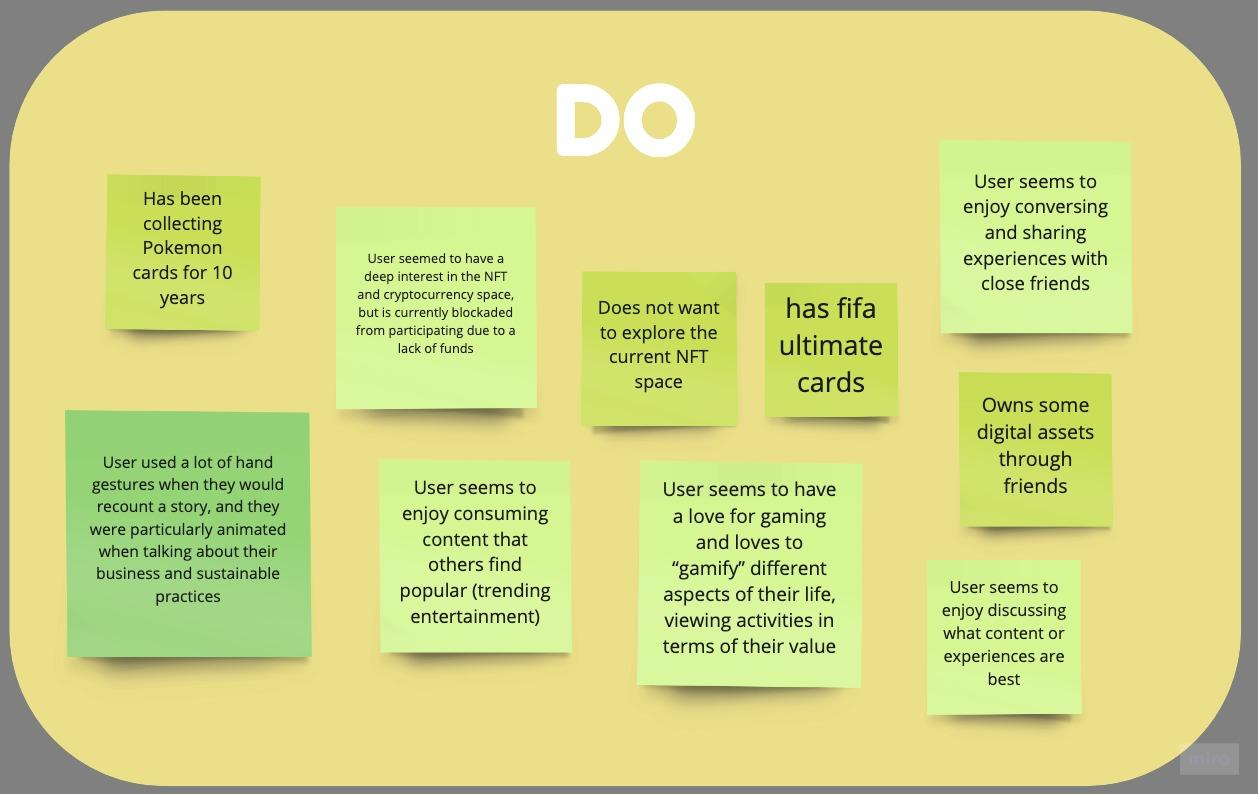 DO
Has been
collecting
Pokemon
cards for 10
years
User seemed to have a
deep interest in the NFT
and cryptocurrency space,
but is currently blockaded
from participating due to a
lack of funds
Does not want
to explore the
current NFT
space
has fifa
ultimate
cards
User seems to
enjoy conversing
and sharing
experiences with
close friends
Owns some
digital assets
through
friends
User used a lot of hand
gestures when they would
recount a story, and they
were particularly animated
when talking about their
business and sustainable
practices
User seems to
enjoy consuming
content that
others find
popular (trending
entertainment)
User seems to have
a love for gaming
and loves to
“gamify” different
aspects of their life,
viewing activities in
terms of their value
User seems to
enjoy discussing
what content or
experiences are
best
miro